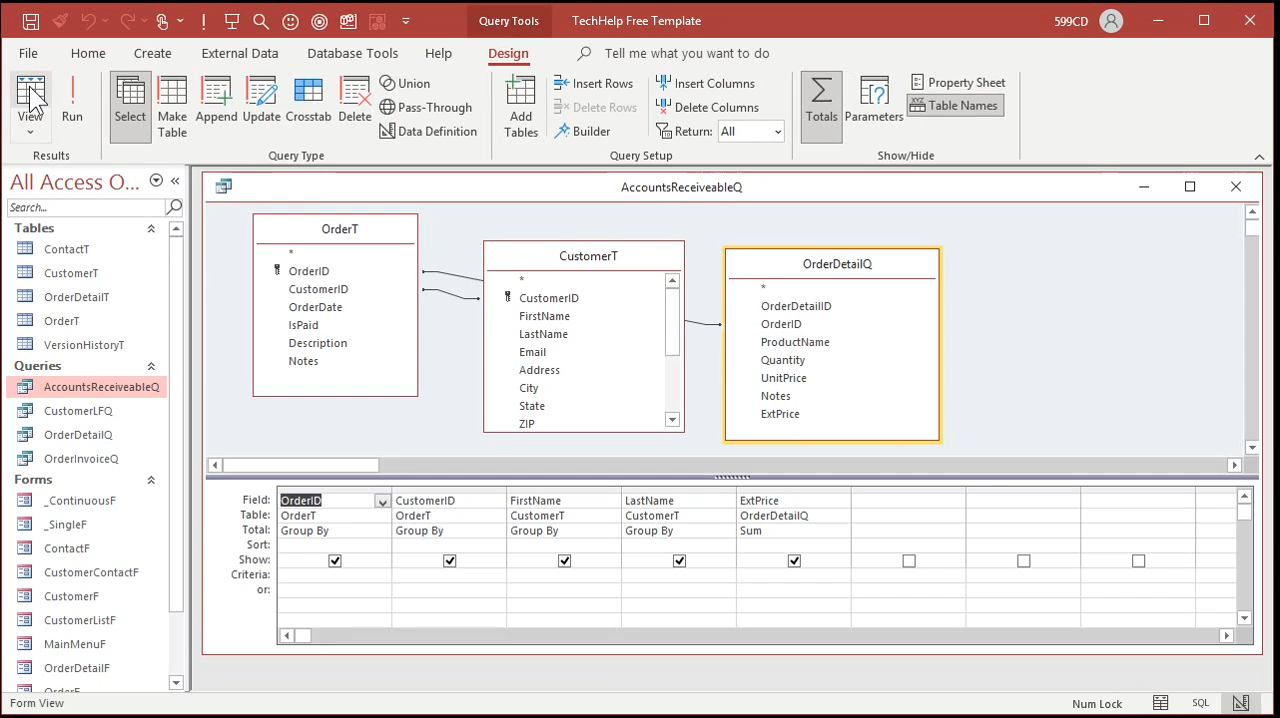 Query Tools
TechHelp Free Template
599CD
File
Home
Create
External Data
Database Tools
Help
Design
Tell me what you want to do
View
Run
Select
Make Table
Append
Update
Crosstab
Delete
Union
Pass-Through
Data Definition
Add Tables
Insert Rows
Delete Rows
Builder
Insert Columns
Delete Columns
Return: All
Totals
Parameters
Property Sheet
Table Names
Results
Query Type
Query Setup
Show/Hide
All Access O...
Search...
Tables
ContactT
CustomerT
OrderDetailT
OrderT
VersionHistoryT
Queries
AccountsReceiveableQ
CustomerLFQ
OrderDetailQ
OrderInvoiceQ
Forms
_ContinuousF
_SingleF
ContactF
CustomerContactF
CustomerF
CustomerListF
MainMenuF
OrderDetailF
OrderF
AccountsReceiveableQ
OrderT
*
OrderID
CustomerID
OrderDate
IsPaid
Description
Notes
CustomerT
*
CustomerID
FirstName
LastName
Email
Address
City
State
ZIP
OrderDetailQ
*
OrderDetailID
OrderID
ProductName
Quantity
UnitPrice
Notes
ExtPrice
Field: OrderID CustomerID FirstName LastName ExtPrice
Table: OrderT OrderT CustomerT CustomerT OrderDetailQ
Total: Group By Group By Group By Group By Sum
Sort:
Show:
Criteria:
or:
Form View
Num Lock
SQL